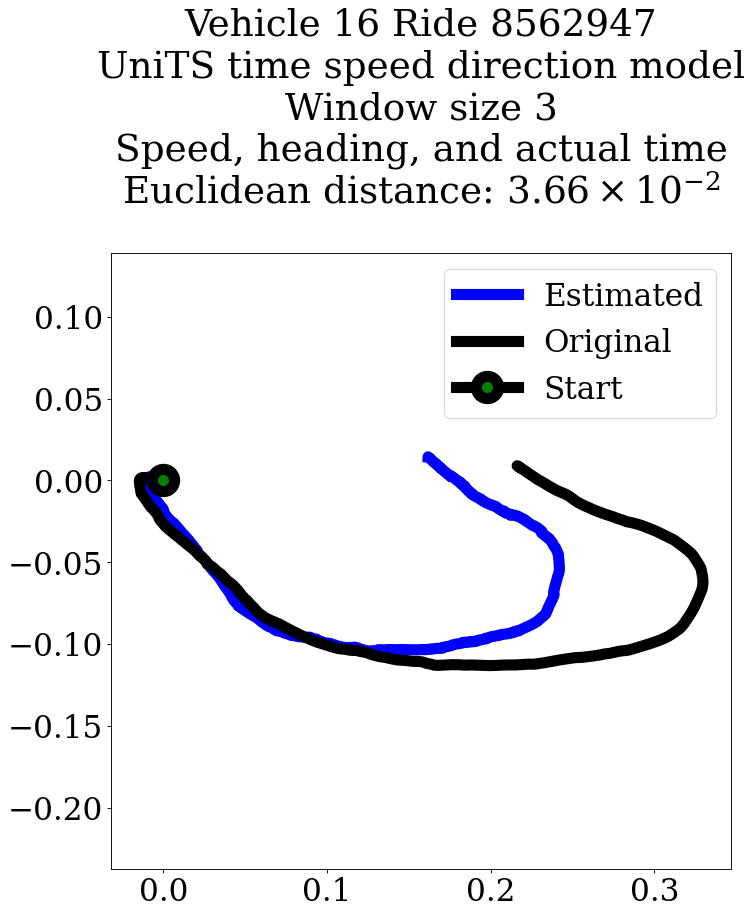 Vehicle 16 Ride 8562947
UniTS time speed direction model
Window size 3
Speed, heading, and actual time
Euclidean distance: 3.66 × 10⁻²
Estimated
Original
Start
0.10
0.05
0.00
−0.05
−0.10
−0.15
−0.20
0.0 0.1 0.2 0.3